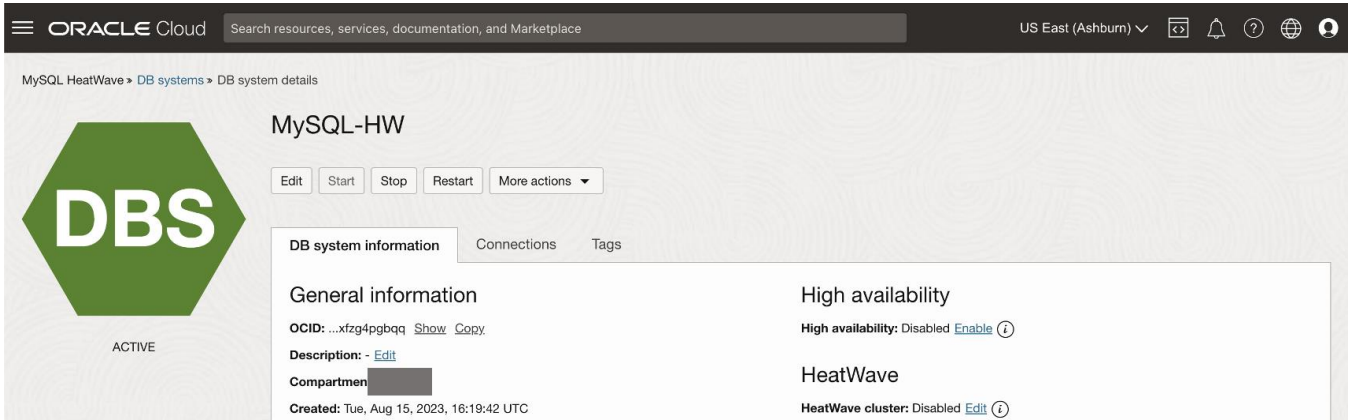 ORACLE Cloud
Search resources, services, documentation, and Marketplace
US East (Ashburn)
MySQL HeatWave » DB systems » DB system details
DBS
ACTIVE
MySQL-HW
Edit Start Stop Restart More actions
DB system information Connections Tags
General information
OCID: ...xfzg4pgbqq Show Copy
Description: - Edit
Compartmen
Created: Tue, Aug 15, 2023, 16:19:42 UTC
High availability
High availability: Disabled Enable i
HeatWave
HeatWave cluster: Disabled Edit i